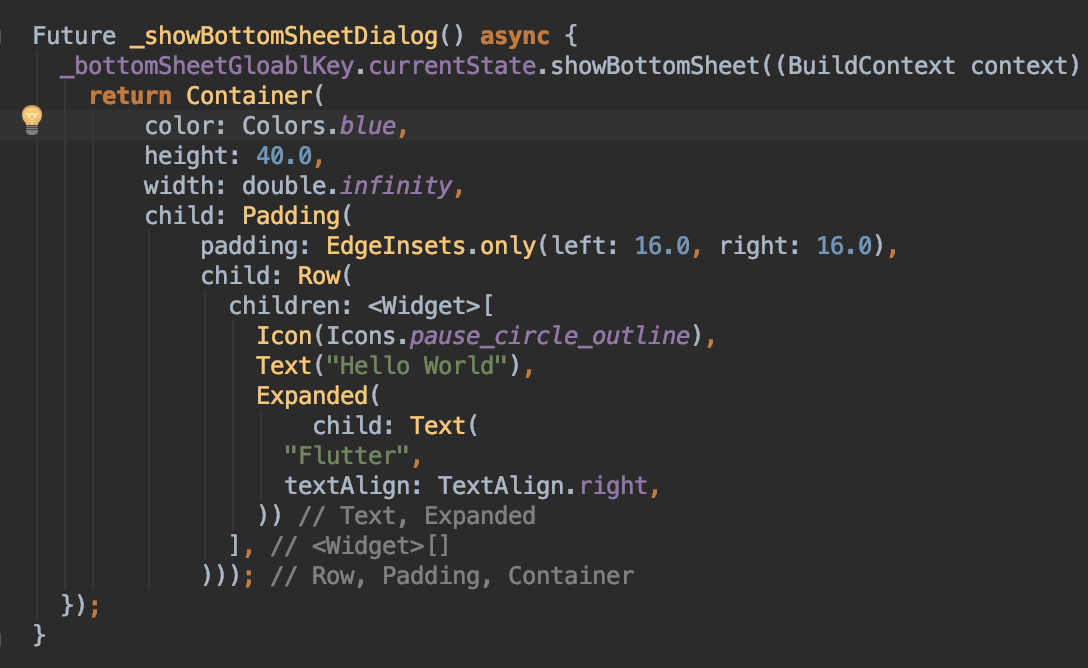 Future _showBottomSheetDialog() async {
  _bottomSheetGloablKey.currentState.showBottomSheet((BuildContext context)
    return Container(
        color: Colors.blue,
        height: 40.0,
        width: double.infinity,
        child: Padding(
            padding: EdgeInsets.only(left: 16.0, right: 16.0),
            child: Row(
              children: <Widget>[
                Icon(Icons.pause_circle_outline),
                Text("Hello World"),
                Expanded(
                    child: Text(
                  "Flutter",
                  textAlign: TextAlign.right,
                )) // Text, Expanded
              ], // <Widget>[]
            ))); // Row, Padding, Container
  });
}